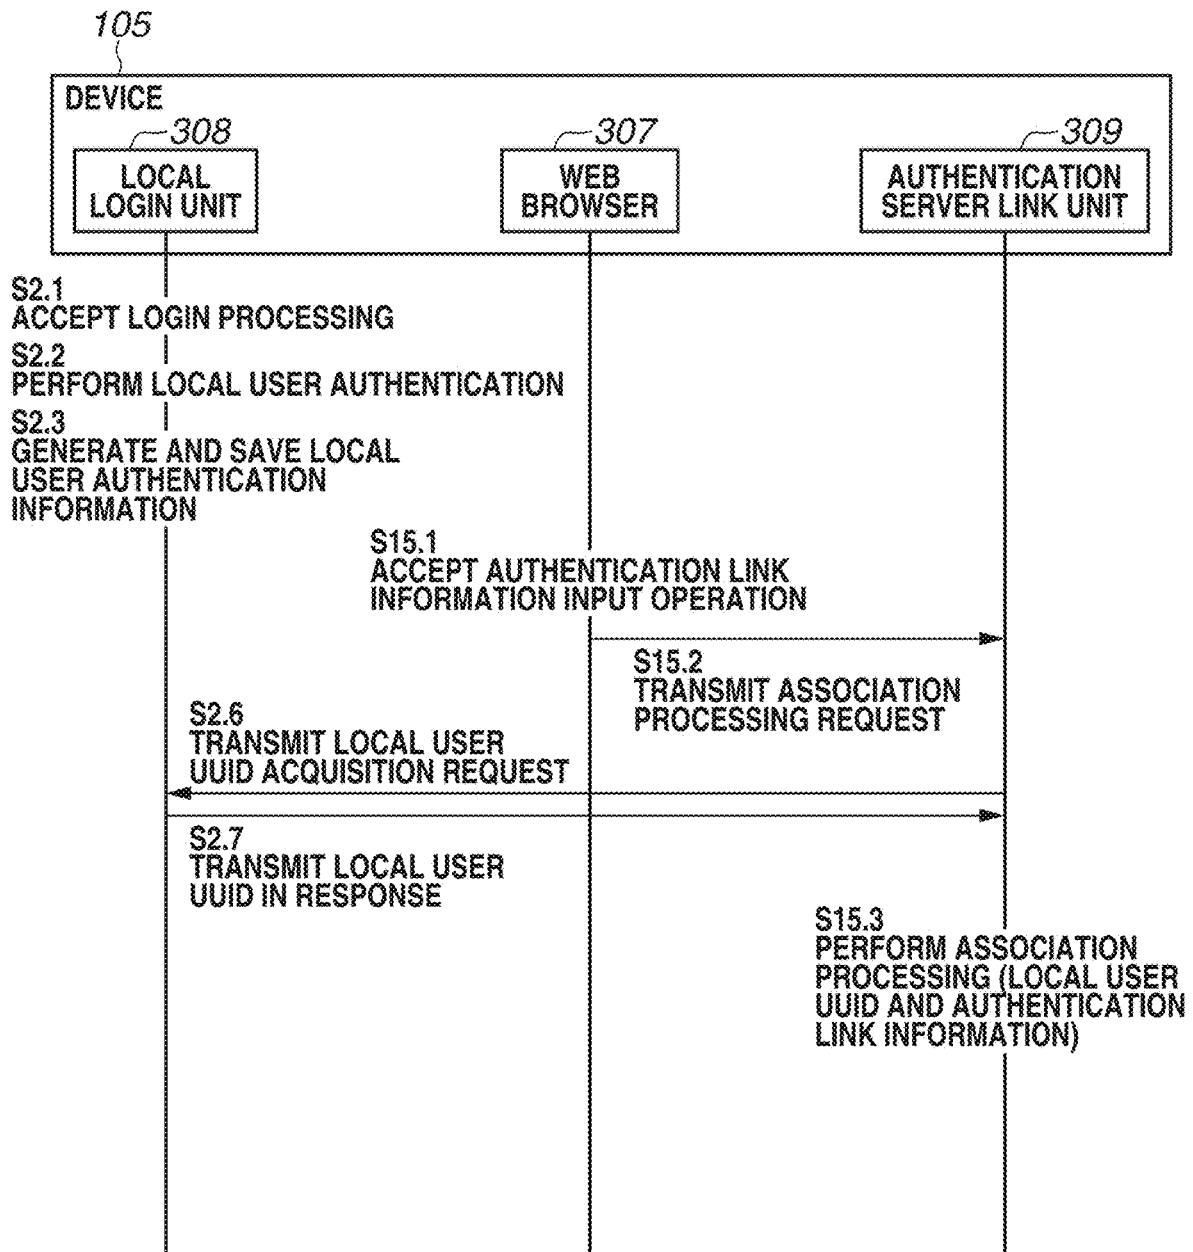 105
DEVICE
308
LOCAL
LOGIN UNIT
307
WEB
BROWSER
309
AUTHENTICATION
SERVER LINK UNIT
S2.1
ACCEPT LOGIN PROCESSING
S2.2
PERFORM LOCAL USER AUTHENTICATION
S2.3
GENERATE AND SAVE LOCAL
USER AUTHENTICATION
INFORMATION
S15.1
ACCEPT AUTHENTICATION LINK
INFORMATION INPUT OPERATION
S15.2
TRANSMIT ASSOCIATION
PROCESSING REQUEST
S2.6
TRANSMIT LOCAL USER
UUID ACQUISITION REQUEST
S2.7
TRANSMIT LOCAL USER
UUID IN RESPONSE
S15.3
PERFORM ASSOCIATION
PROCESSING (LOCAL USER
UUID AND AUTHENTICATION
LINK INFORMATION)